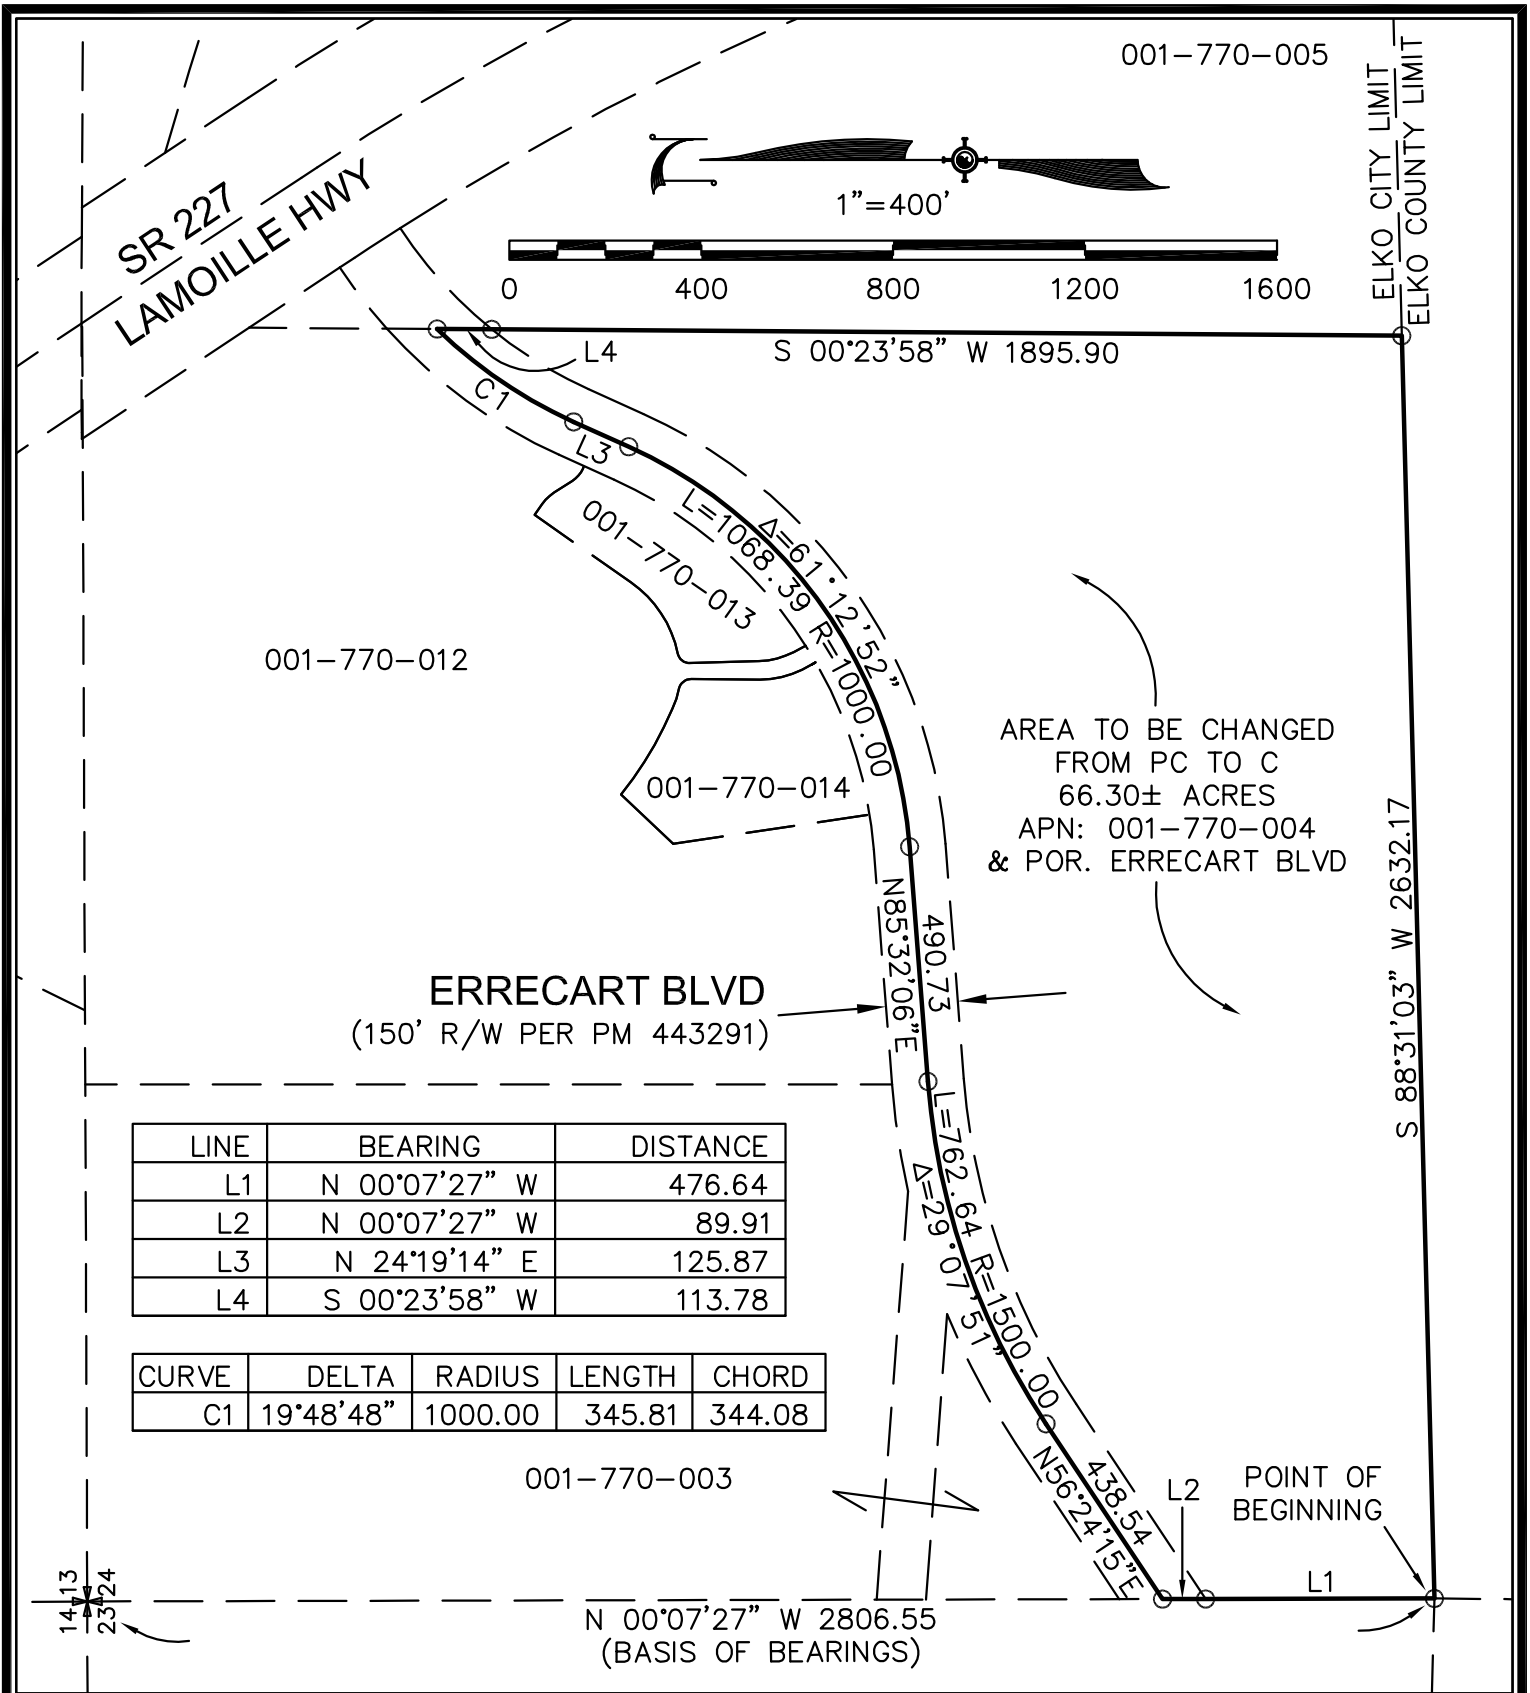 001-770-005
ELKO CITY LIMIT
ELKO COUNTY LIMIT
SR 227
LAMOILLE HWY
1"=400'
0 400 800 1200 1600
L4
S 00°23'58" W 1895.90
C1
L3
L=1068.39 R=1000.00
Δ=61°12'52"
001-770-013
001-770-012
001-770-014
AREA TO BE CHANGED
FROM PC TO C
66.30± ACRES
APN: 001-770-004
& POR. ERRECART BLVD
S 88°31'03" W 2632.17
N85°32'06"E
490.73
ERRECART BLVD
(150' R/W PER PM 443291)
L=762.64 R=1500.00
Δ=29°07'51"
LINE BEARING DISTANCE
L1 N 00°07'27" W 476.64
L2 N 00°07'27" W 89.91
L3 N 24°19'14" E 125.87
L4 S 00°23'58" W 113.78
CURVE DELTA RADIUS LENGTH CHORD
C1 19°48'48" 1000.00 345.81 344.08
001-770-003
438.54
N56°24'15"E
L2
POINT OF
BEGINNING
L1
14 13
23 24
N 00°07'27" W 2806.55
(BASIS OF BEARINGS)